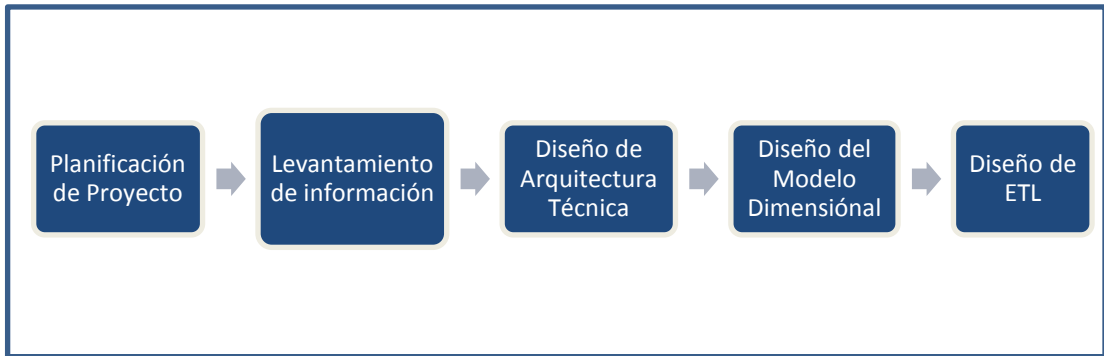 Planificación
de Proyecto
Levantamiento
de información
Diseño de
Arquitectura
Técnica
Diseño del
Modelo
Dimensiónal
Diseño de
ETL